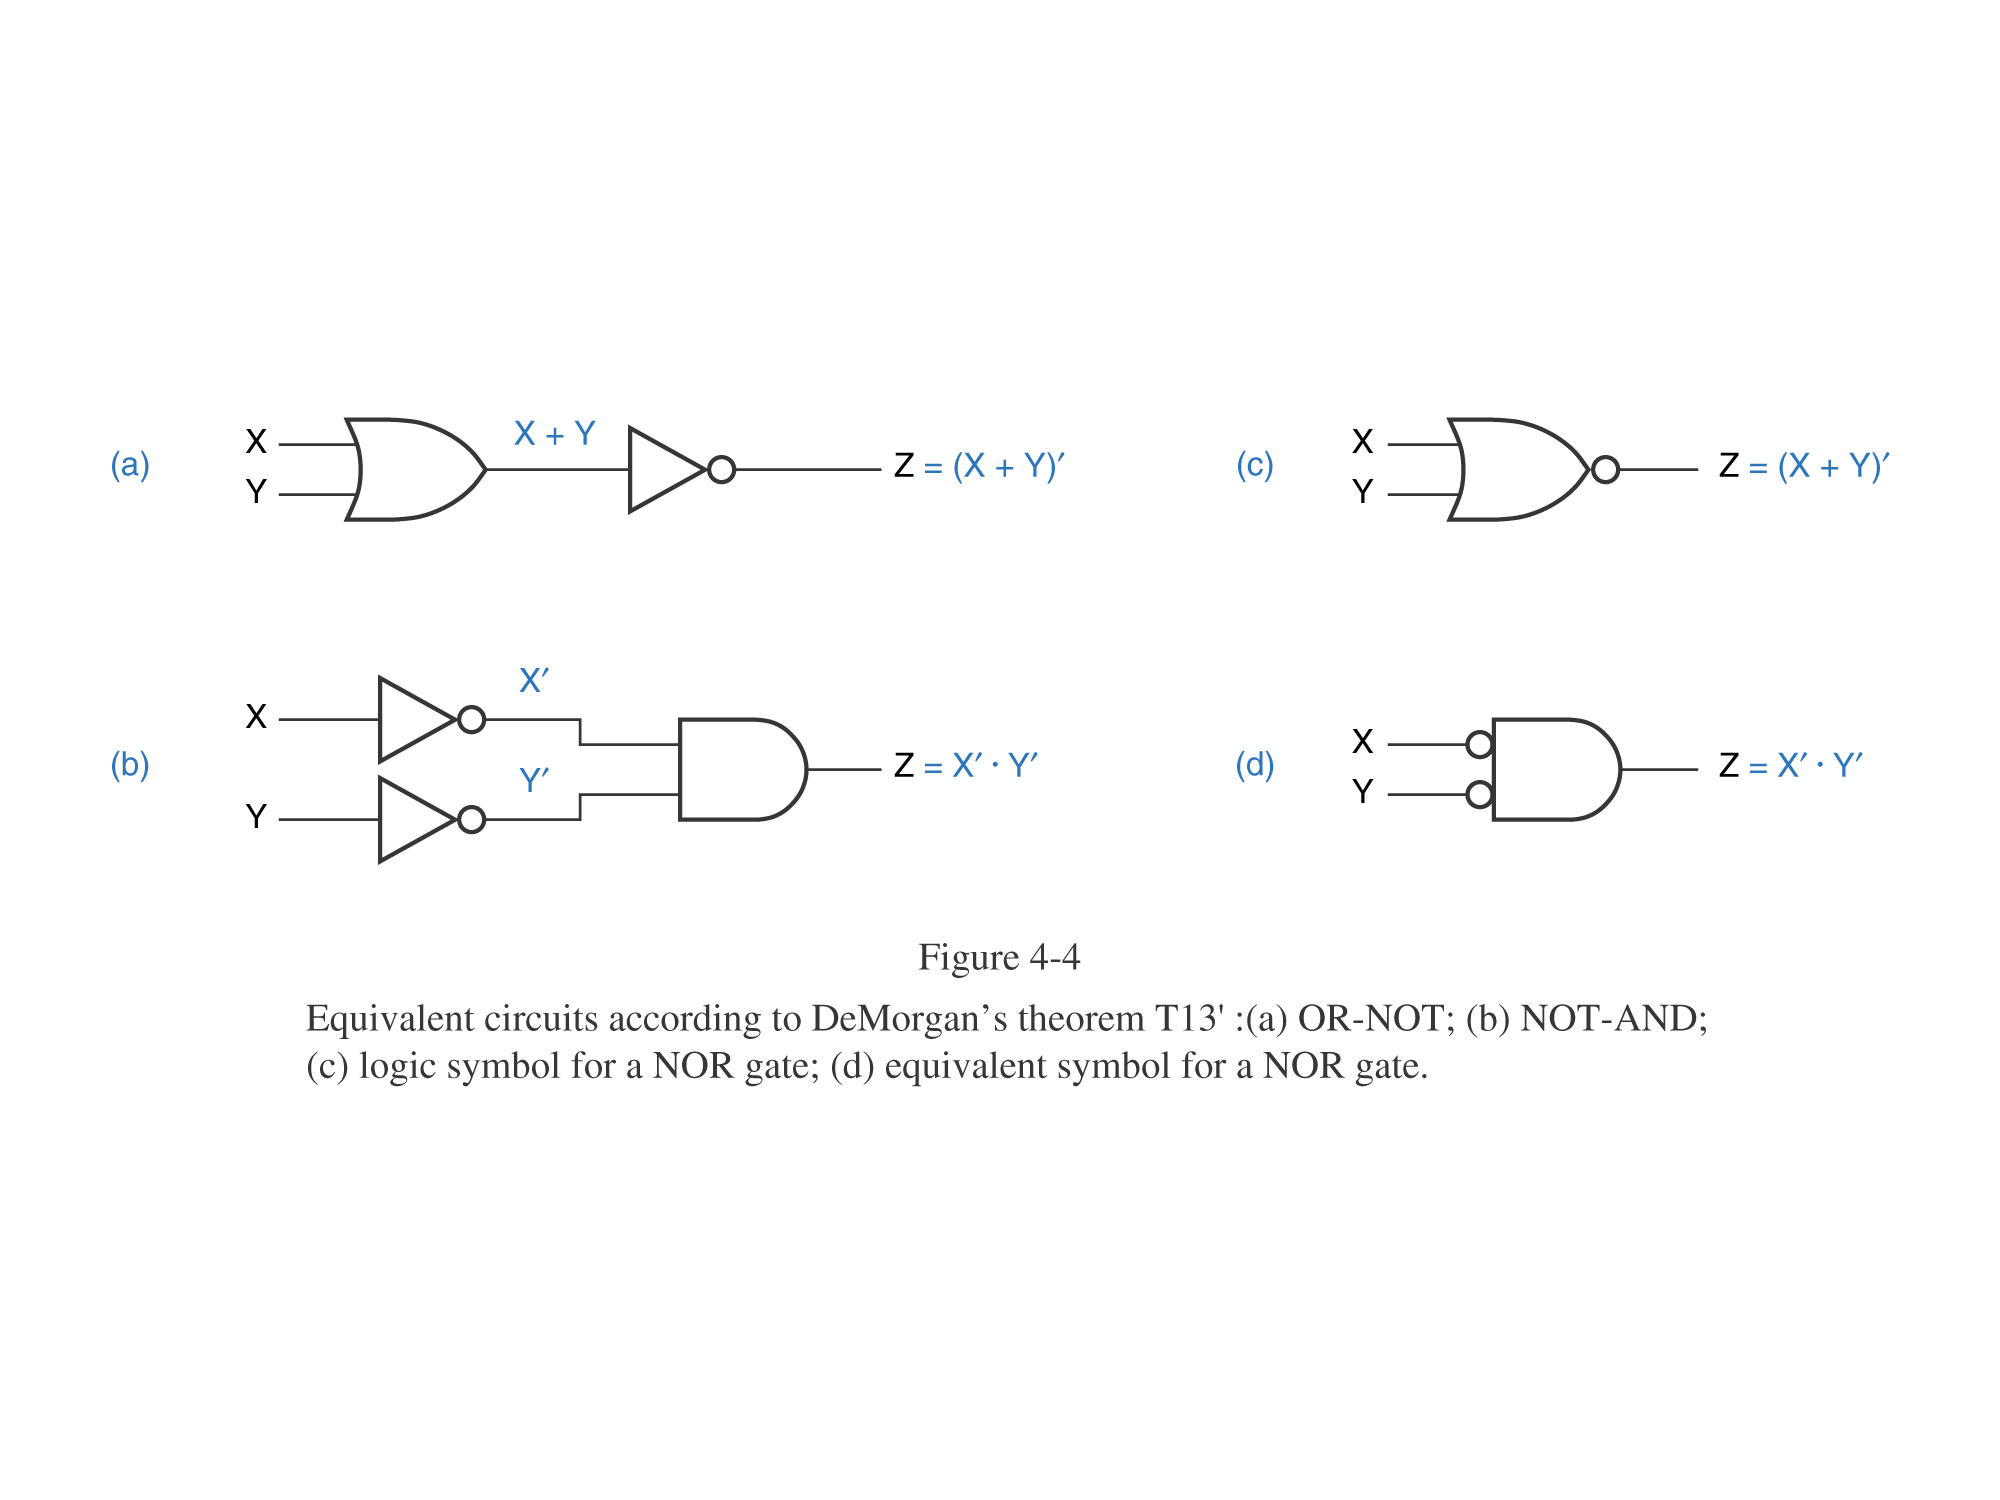 (a)
X
Y
X + Y
Z = (X + Y)′
(c)
X
Y
Z = (X + Y)′
(b)
X
Y
X′
Y′
Z = X′ · Y′
(d)
X
Y
Z = X′ · Y′
Figure 4-4
Equivalent circuits according to DeMorgan’s theorem T13' :(a) OR-NOT; (b) NOT-AND;
(c) logic symbol for a NOR gate; (d) equivalent symbol for a NOR gate.